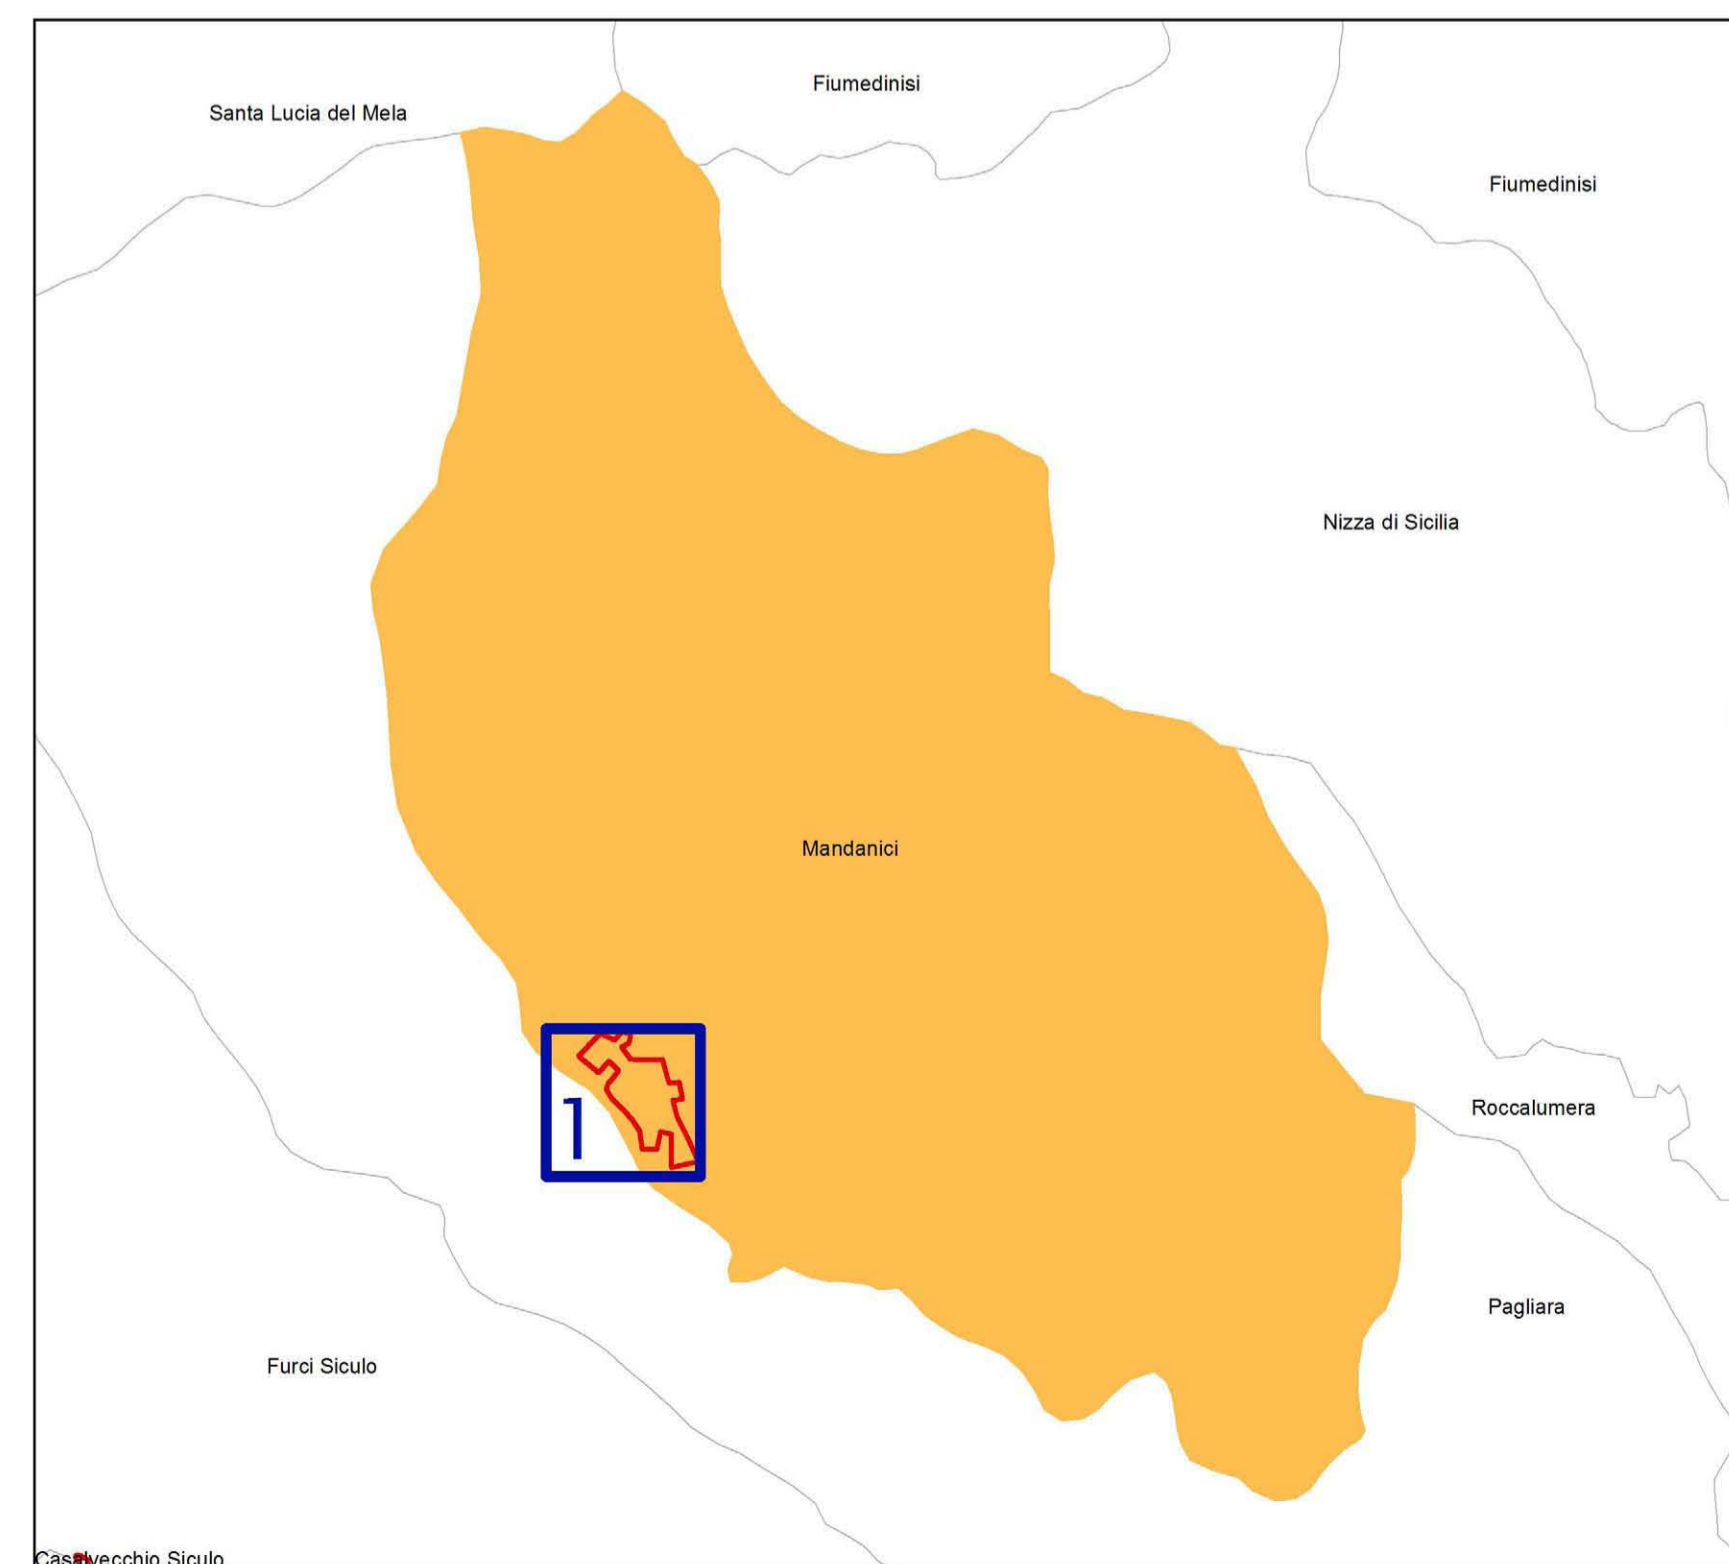 Fiumedinisi
Santa Lucia del Mela
Fiumedinisi
Nizza di Sicilia
Mandanici
1
Roccalumera
Pagliara
Furci Siculo
Casalvecchio Siculo